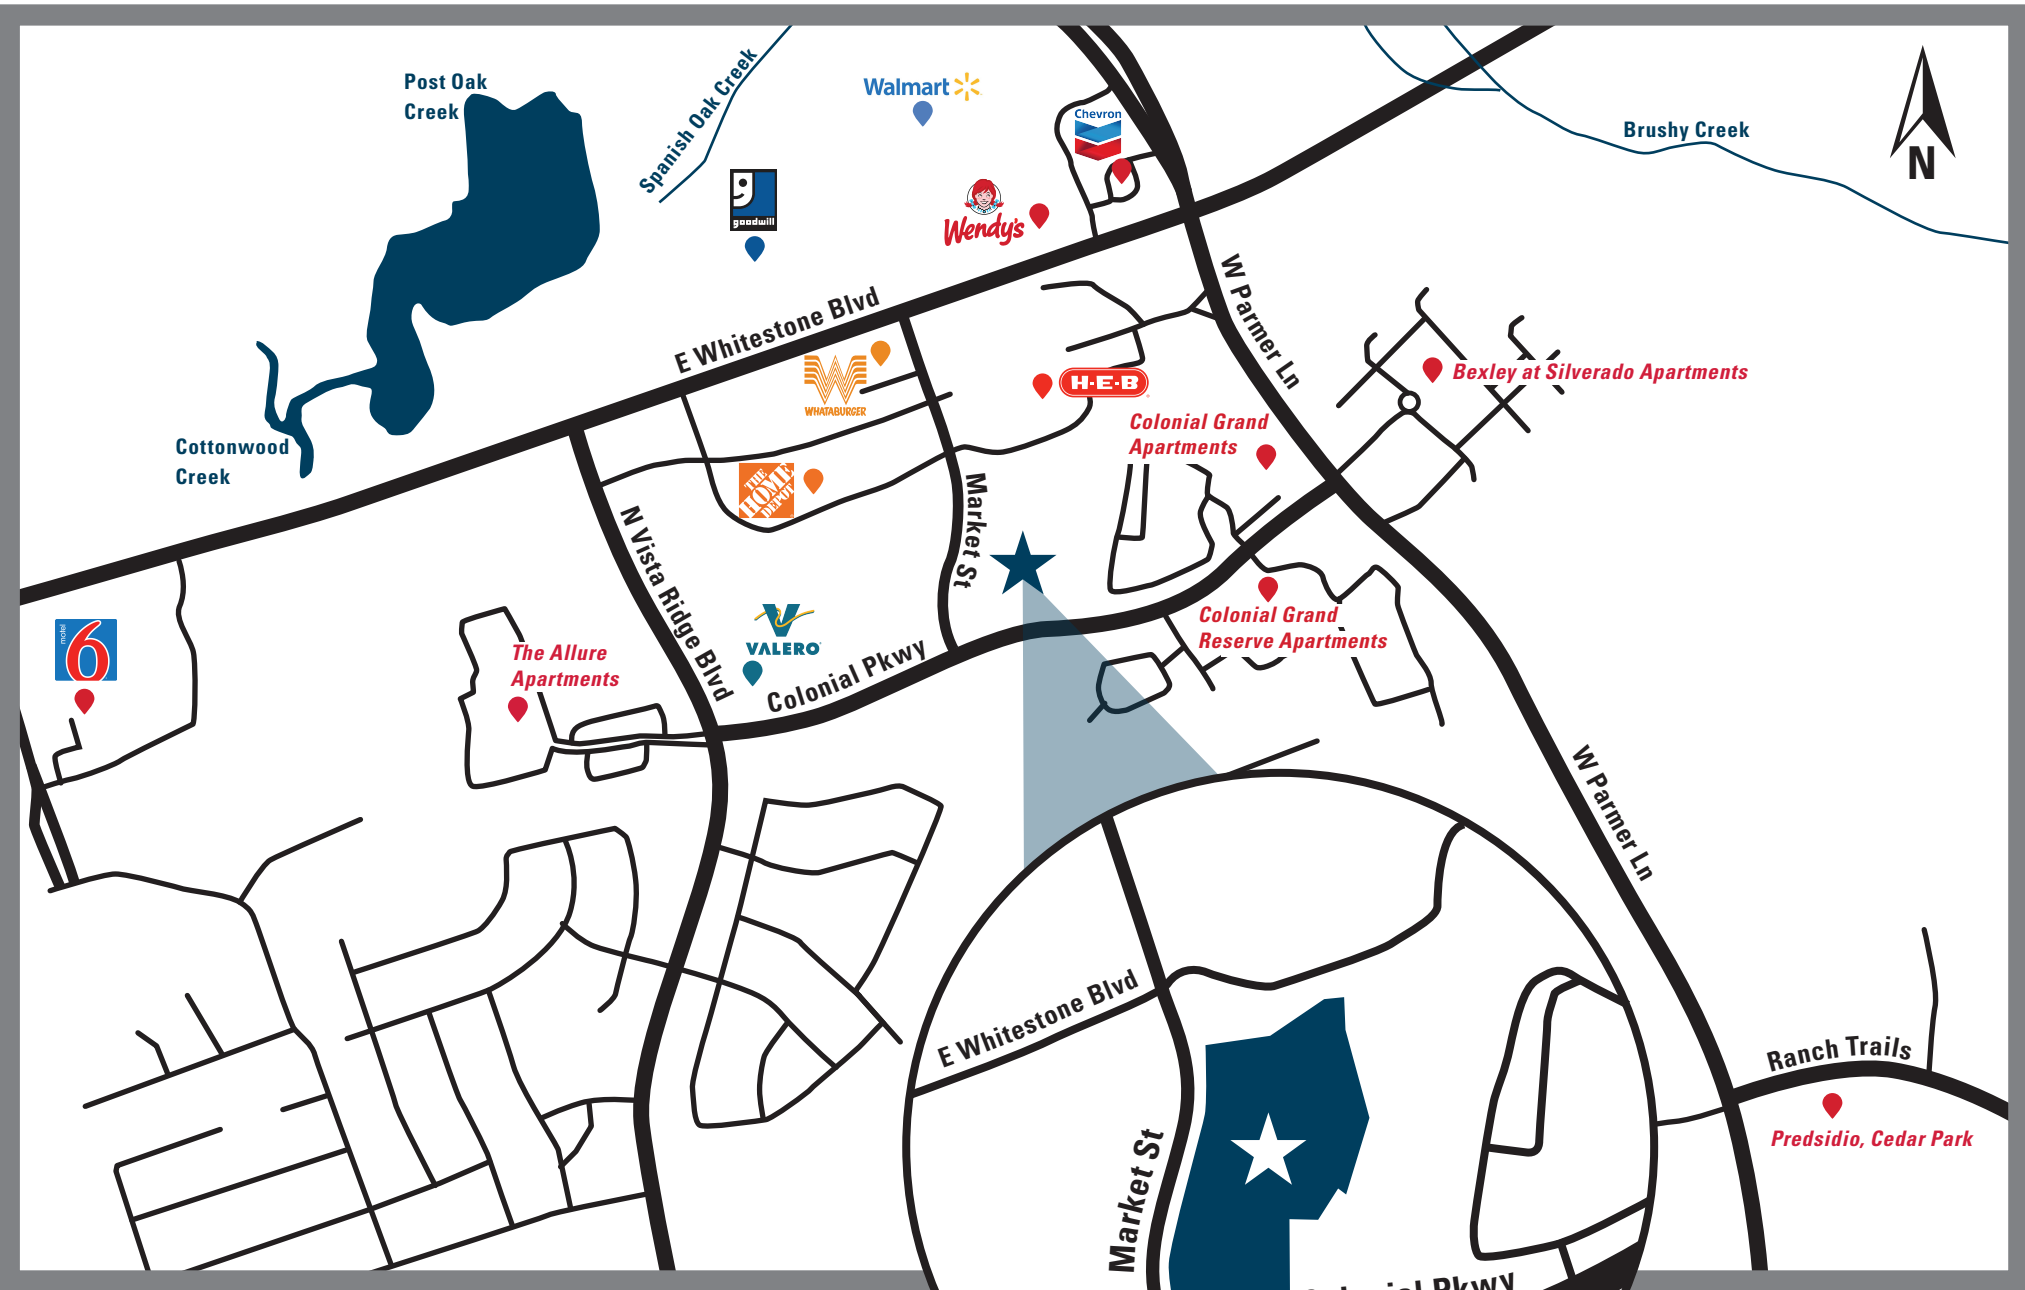 Post Oak
Creek
Spanish Oak Creek
Walmart
Chevron
Brushy Creek
N
goodwill
Wendy's
E Whitestone Blvd
W Parmer Ln
WHATABURGER
H-E-B
Bexley at Silverado Apartments
Colonial Grand
Apartments
Cottonwood
Creek
THE
HOME
DEPOT
Market St
N Vista Ridge Blvd
motel
6
The Allure
Apartments
VALERO
Colonial Pkwy
Colonial Grand
Reserve Apartments
W Parmer Ln
E Whitestone Blvd
Ranch Trails
Predsidio, Cedar Park
Market St
Pkwy